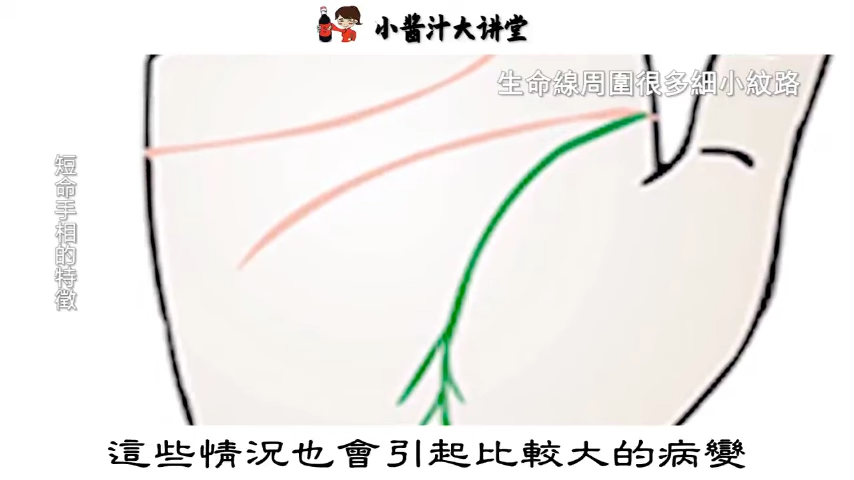 小醬汁大讲堂
生命線周圍很多細小紋路
短命手相的特徵
這些情況也會引起比較大的病變